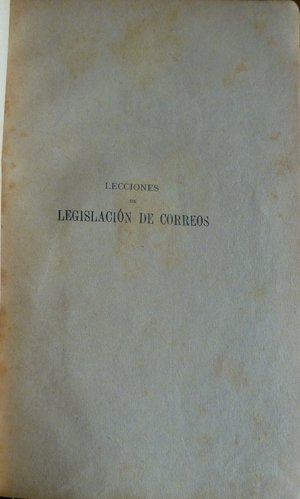 LECCIONES
DE
LEGISLACIÓN DE CORREOS